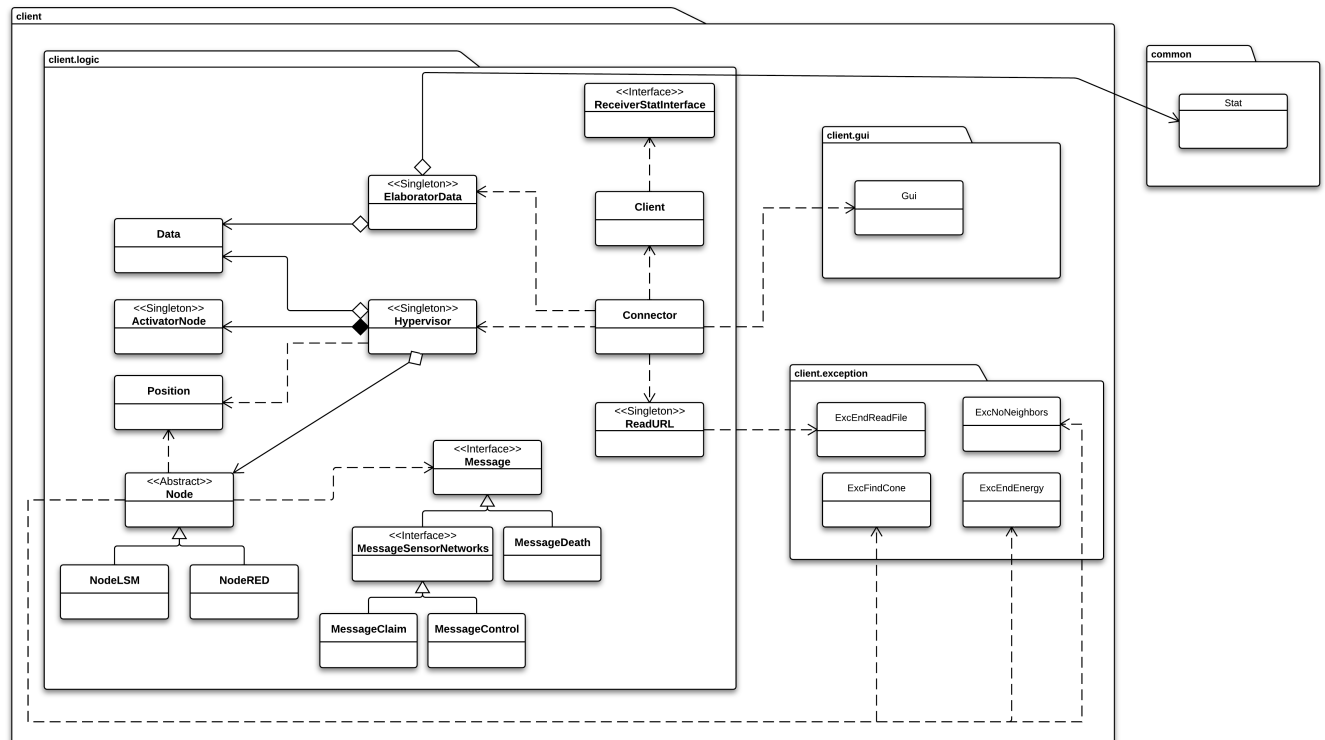 client
client.logic
common
<<Interface>>
ReceiverStatInterface
Stat
client.gui
<<Singleton>>
ElaboratorData
Gui
Client
Data
<<Singleton>>
ActivatorNode
<<Singleton>>
Hypervisor
Connector
client.exception
Position
<<Singleton>>
ReadURL
ExcEndReadFile
ExcNoNeighbors
<<Interface>>
Message
<<Abstract>>
Node
ExcFindCone
ExcEndEnergy
<<Interface>>
MessageSensorNetworks
MessageDeath
NodeLSM
NodeRED
MessageClaim
MessageControl